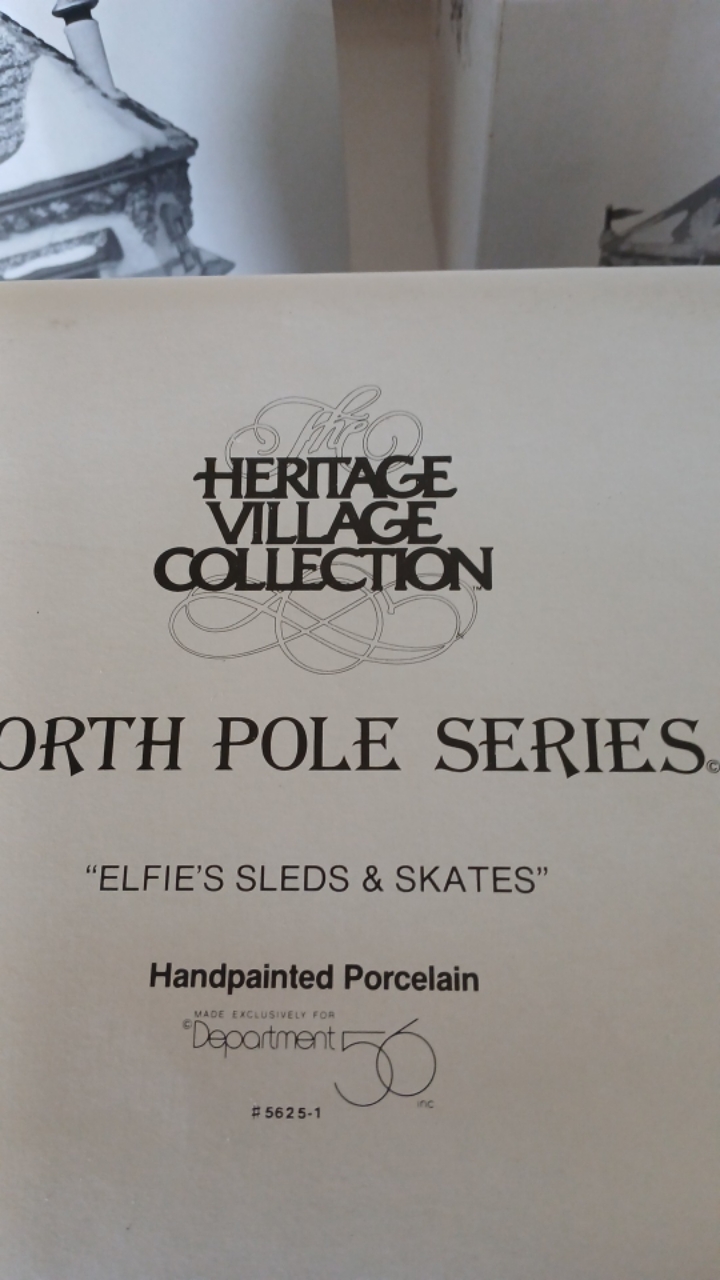 The
HERITAGE
VILLAGE
COLLECTION
ORTH POLE SERIES©
“ELFIE'S SLEDS & SKATES”
Handpainted Porcelain
MADE EXCLUSIVELY FOR
©Department 56
inc
#5625-1